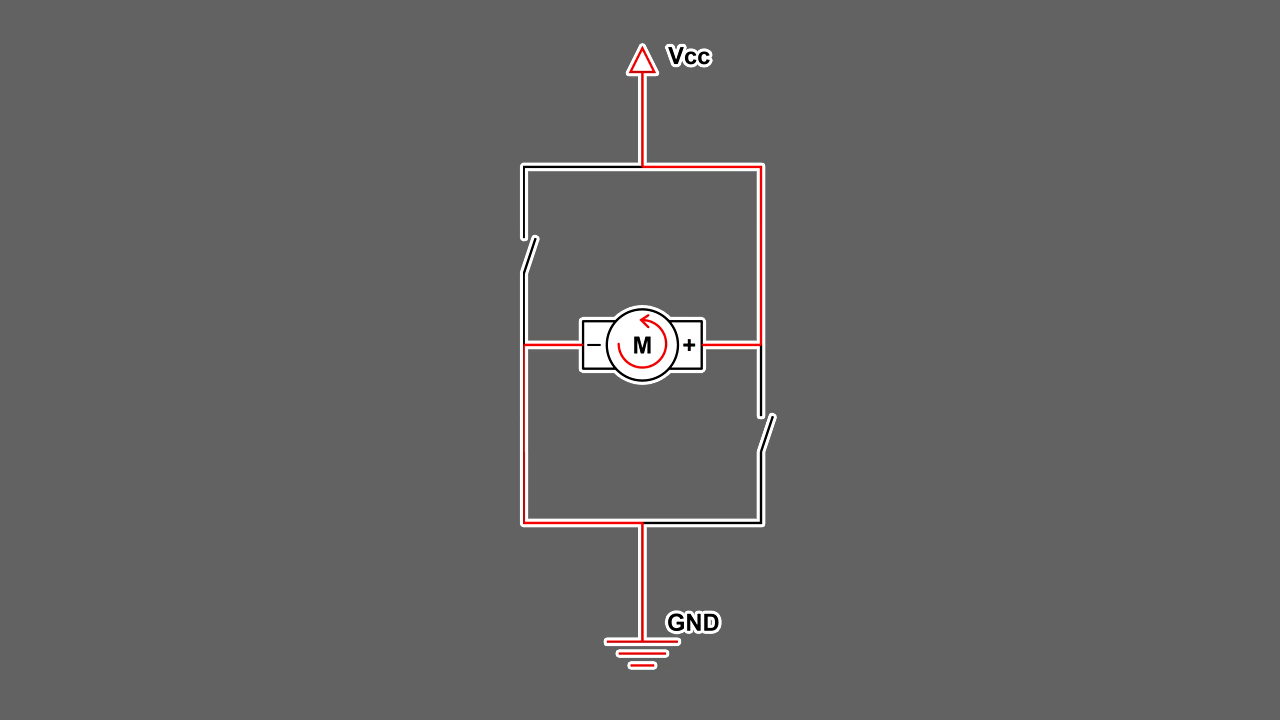 Vcc
− M +
GND